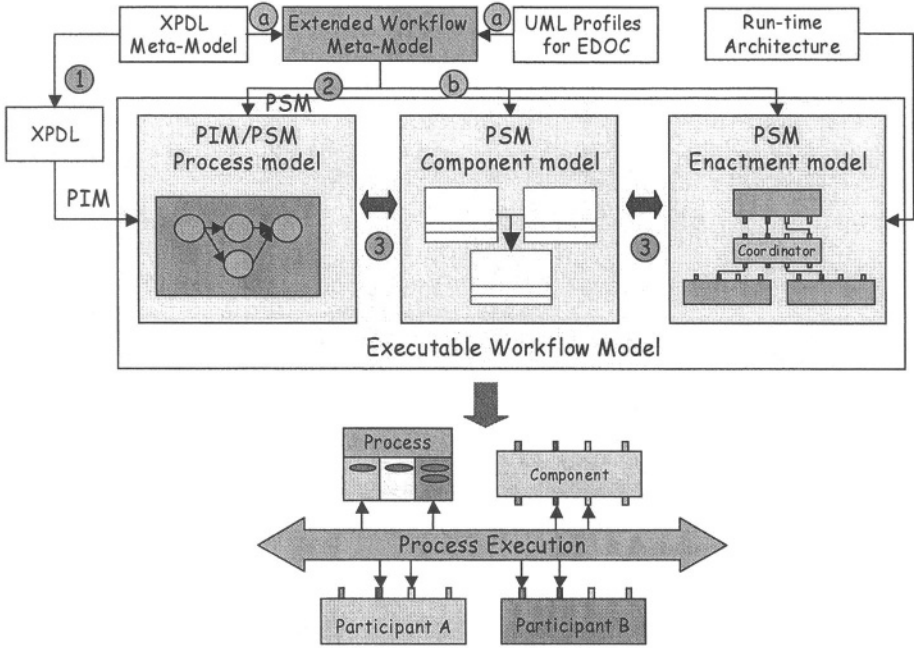 XPDL
Meta-Model
a
Extended Workflow
Meta-Model
a
UML Profiles
for EDOC
Run-time
Architecture
1
2
b
PSM
XPDL
PIM
PIM/PSM
Process model
3
PSM
Component model
3
PSM
Enactment model
Coordinator
Executable Workflow Model
Process
Component
Process Execution
Participant A
Participant B